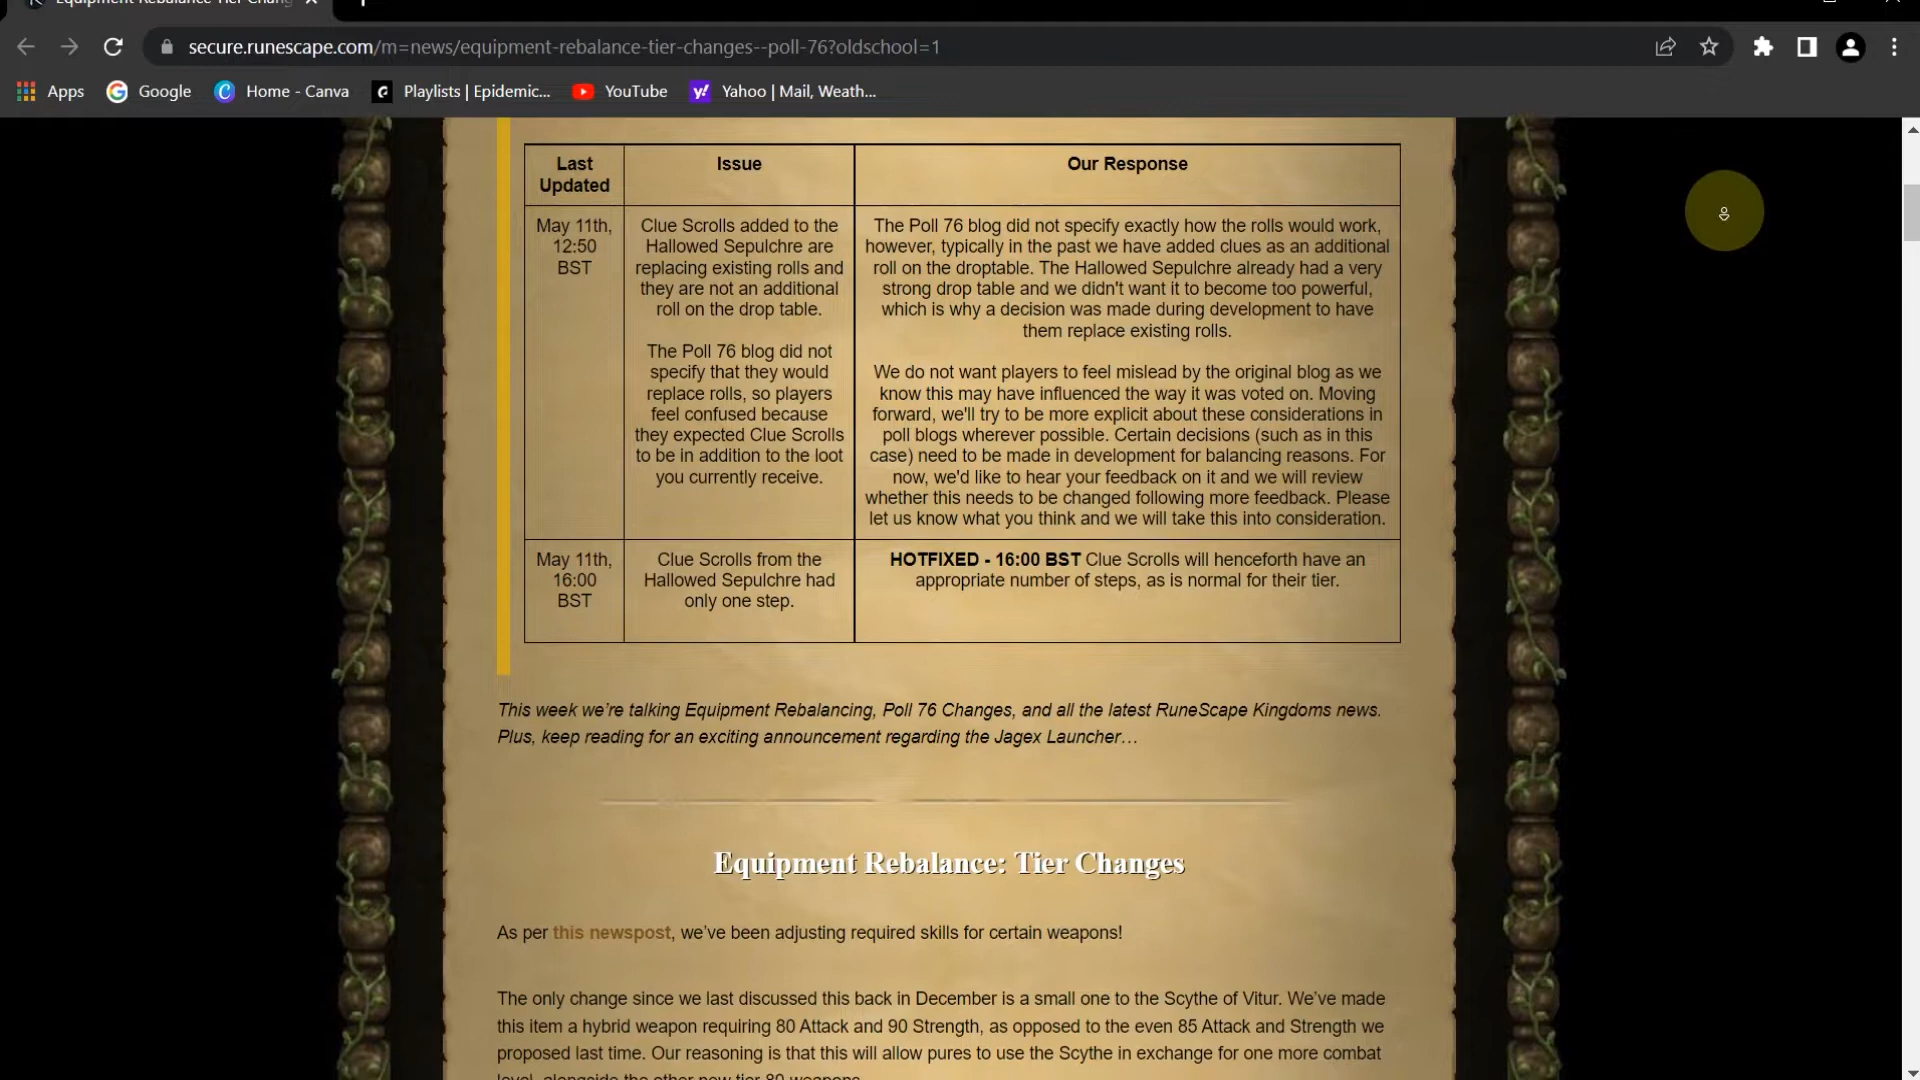 Equipment Rebalance Tier Chang
secure.runescape.com/m=news/equipment-rebalance-tier-changes--poll-76?oldschool=1
Apps Google Home - Canva Playlists | Epidemic... YouTube Yahoo | Mail, Weath...
Last
Updated
Issue
Our Response
May 11th,
12:50
BST
Clue Scrolls added to the
Hallowed Sepulchre are
replacing existing rolls and
they are not an additional
roll on the drop table.
The Poll 76 blog did not
specify that they would
replace rolls, so players
feel confused because
they expected Clue Scrolls
to be in addition to the loot
you currently receive.
The Poll 76 blog did not specify exactly how the rolls would work,
however, typically in the past we have added clues as an additional
roll on the droptable. The Hallowed Sepulchre already had a very
strong drop table and we didn't want it to become too powerful,
which is why a decision was made during development to have
them replace existing rolls.
We do not want players to feel mislead by the original blog as we
know this may have influenced the way it was voted on. Moving
forward, we'll try to be more explicit about these considerations in
poll blogs wherever possible. Certain decisions (such as in this
case) need to be made in development for balancing reasons. For
now, we'd like to hear your feedback on it and we will review
whether this needs to be changed following more feedback. Please
let us know what you think and we will take this into consideration.
May 11th,
16:00
BST
Clue Scrolls from the
Hallowed Sepulchre had
only one step.
HOTFIXED - 16:00 BST Clue Scrolls will henceforth have an
appropriate number of steps, as is normal for their tier.
This week we’re talking Equipment Rebalancing, Poll 76 Changes, and all the latest RuneScape Kingdoms news.
Plus, keep reading for an exciting announcement regarding the Jagex Launcher…
Equipment Rebalance: Tier Changes
As per this newspost, we’ve been adjusting required skills for certain weapons!
The only change since we last discussed this back in December is a small one to the Scythe of Vitur. We’ve made
this item a hybrid weapon requiring 80 Attack and 90 Strength, as opposed to the even 85 Attack and Strength we
proposed last time. Our reasoning is that this will allow pures to use the Scythe in exchange for one more combat
level, alongside the other new tier 80 weapons.